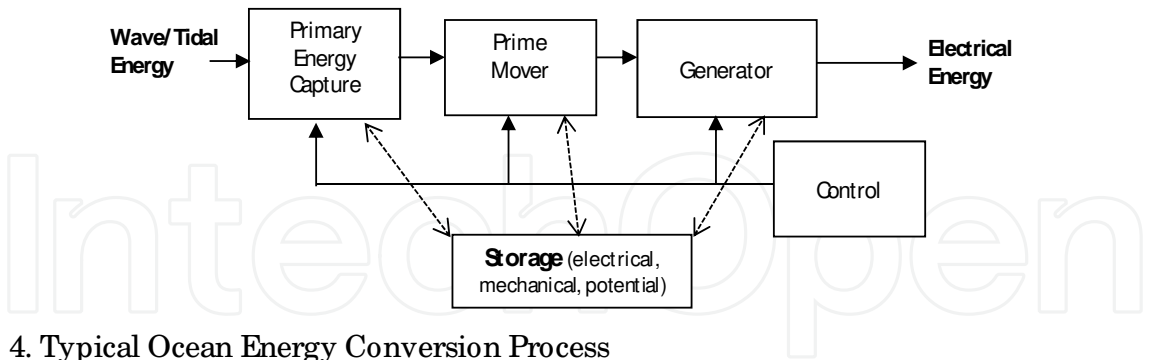 Wave/Tidal
Energy
Primary
Energy
Capture
Prime
Mover
Generator
Electrical
Energy
Control
Storage (electrical,
mechanical, potential)
IntechOpen
4. Typical Ocean Energy Conversion Process